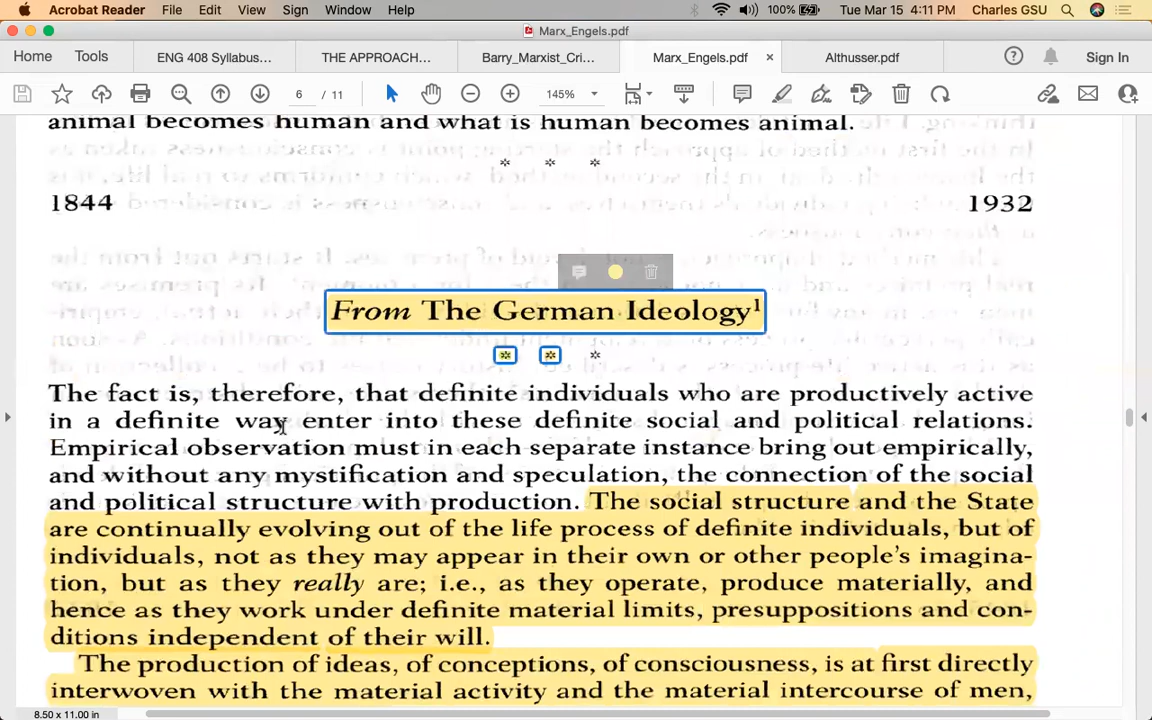 Acrobat Reader File Edit View Sign Window Help 100% Tue Mar 15 4:11 PM Charles GSU
Marx_Engels.pdf
Home Tools ENG 408 Syllabus... THE APPROACH... Barry_Marxist_Cri... Marx_Engels.pdf × Althusser.pdf Sign In
6 / 11 145%
animal becomes human and what is human becomes animal.
* * *
1844 1932
From The German Ideology¹
* * *
The fact is, therefore, that definite individuals who are productively active
in a definite way enter into these definite social and political relations.
Empirical observation must in each separate instance bring out empirically,
and without any mystification and speculation, the connection of the social
and political structure with production. The social structure and the State
are continually evolving out of the life process of definite individuals, but of
individuals, not as they may appear in their own or other people's imagina-
tion, but as they really are; i.e., as they operate, produce materially, and
hence as they work under definite material limits, presuppositions and con-
ditions independent of their will.
The production of ideas, of conceptions, of consciousness, is at first directly
interwoven with the material activity and the material intercourse of men,
8.50 x 11.00 in